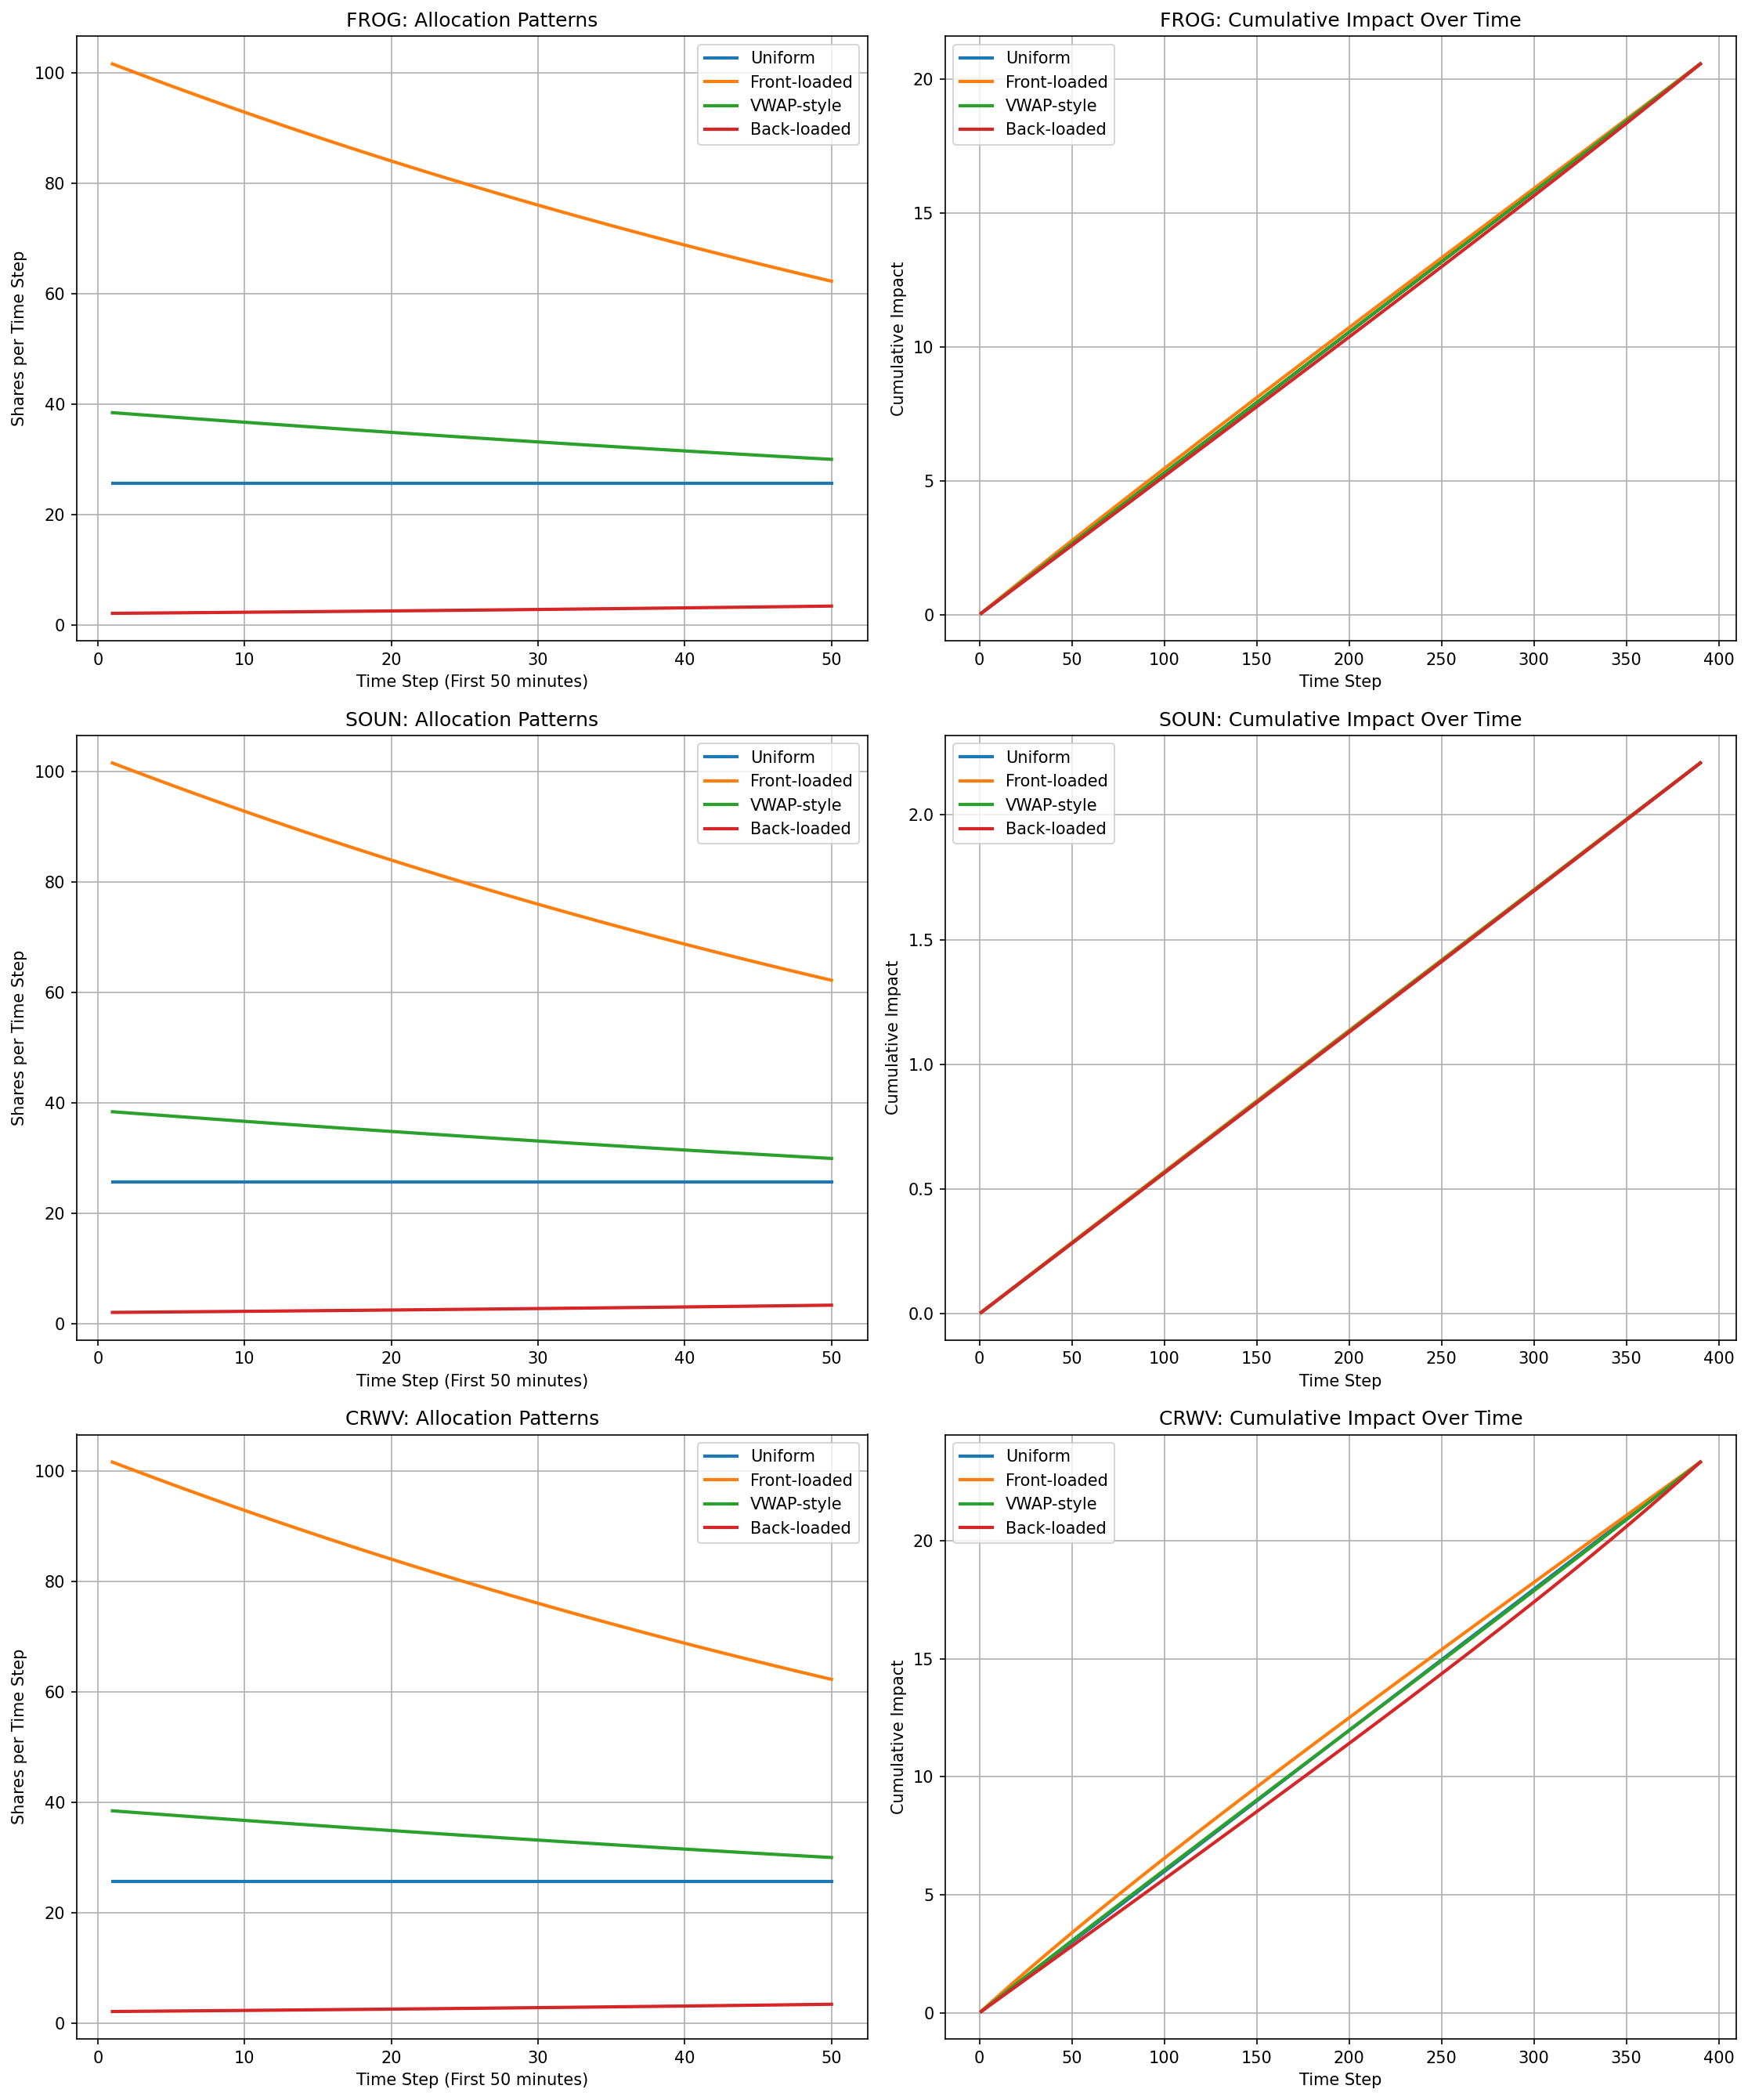 FROG: Allocation Patterns
Shares per Time Step
100
80
60
40
20
0
0 10 20 30 40 50
Time Step (First 50 minutes)
Uniform
Front-loaded
VWAP-style
Back-loaded
FROG: Cumulative Impact Over Time
Cumulative Impact
20
15
10
5
0
0 50 100 150 200 250 300 350 400
Time Step
Uniform
Front-loaded
VWAP-style
Back-loaded
SOUN: Allocation Patterns
Shares per Time Step
100
80
60
40
20
0
0 10 20 30 40 50
Time Step (First 50 minutes)
Uniform
Front-loaded
VWAP-style
Back-loaded
SOUN: Cumulative Impact Over Time
Cumulative Impact
2.0
1.5
1.0
0.5
0.0
0 50 100 150 200 250 300 350 400
Time Step
Uniform
Front-loaded
VWAP-style
Back-loaded
CRWV: Allocation Patterns
Shares per Time Step
100
80
60
40
20
0
0 10 20 30 40 50
Time Step (First 50 minutes)
Uniform
Front-loaded
VWAP-style
Back-loaded
CRWV: Cumulative Impact Over Time
Cumulative Impact
20
15
10
5
0
0 50 100 150 200 250 300 350 400
Time Step
Uniform
Front-loaded
VWAP-style
Back-loaded